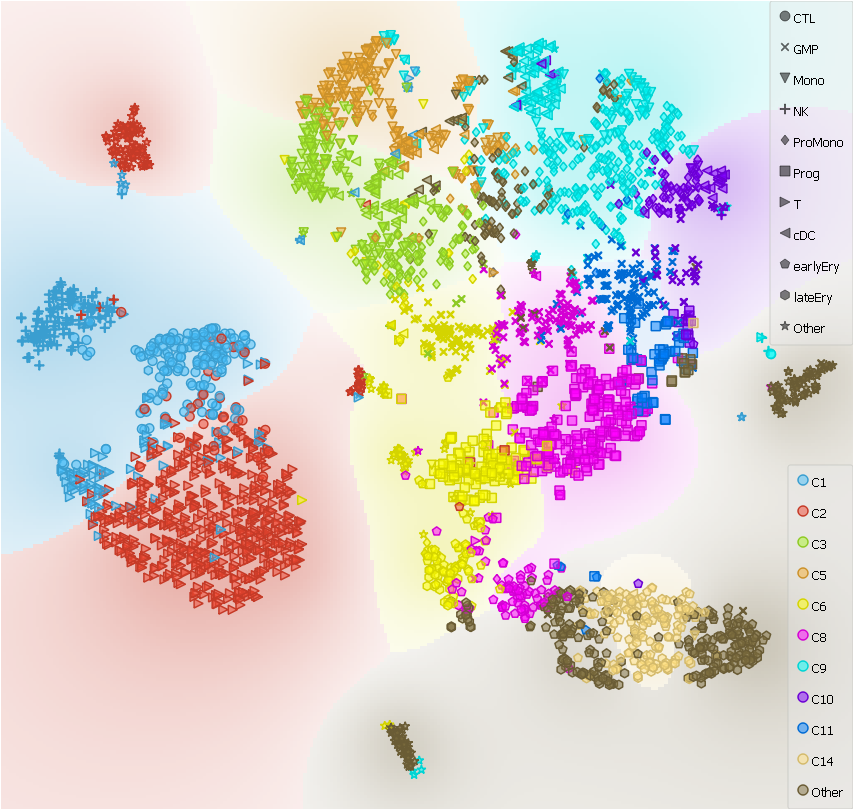 CTL
GMP
Mono
NK
ProMono
Prog
T
cDC
earlyEry
lateEry
Other
C1
C2
C3
C5
C6
C8
C9
C10
C11
C14
Other